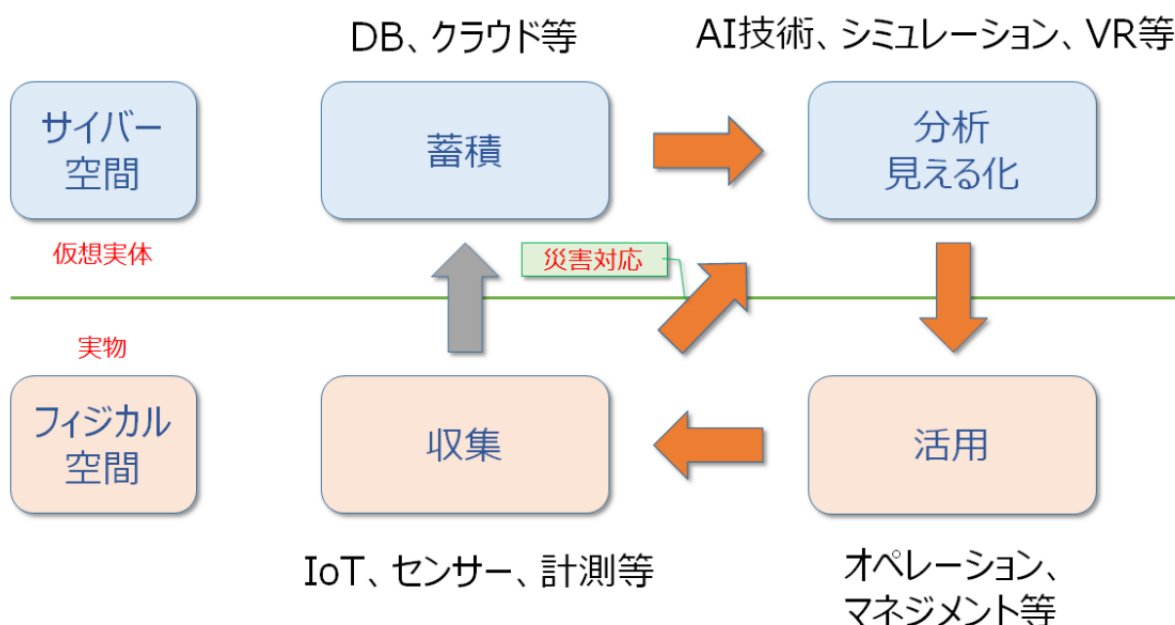 DB、クラウド等
AI技術、シミュレーション、VR等
サイバー
空間
蓄積
分析
見える化
仮想実体
災害対応
実物
フィジカル
空間
収集
活用
IoT、センサー、計測等
オペレーション、
マネジメント等